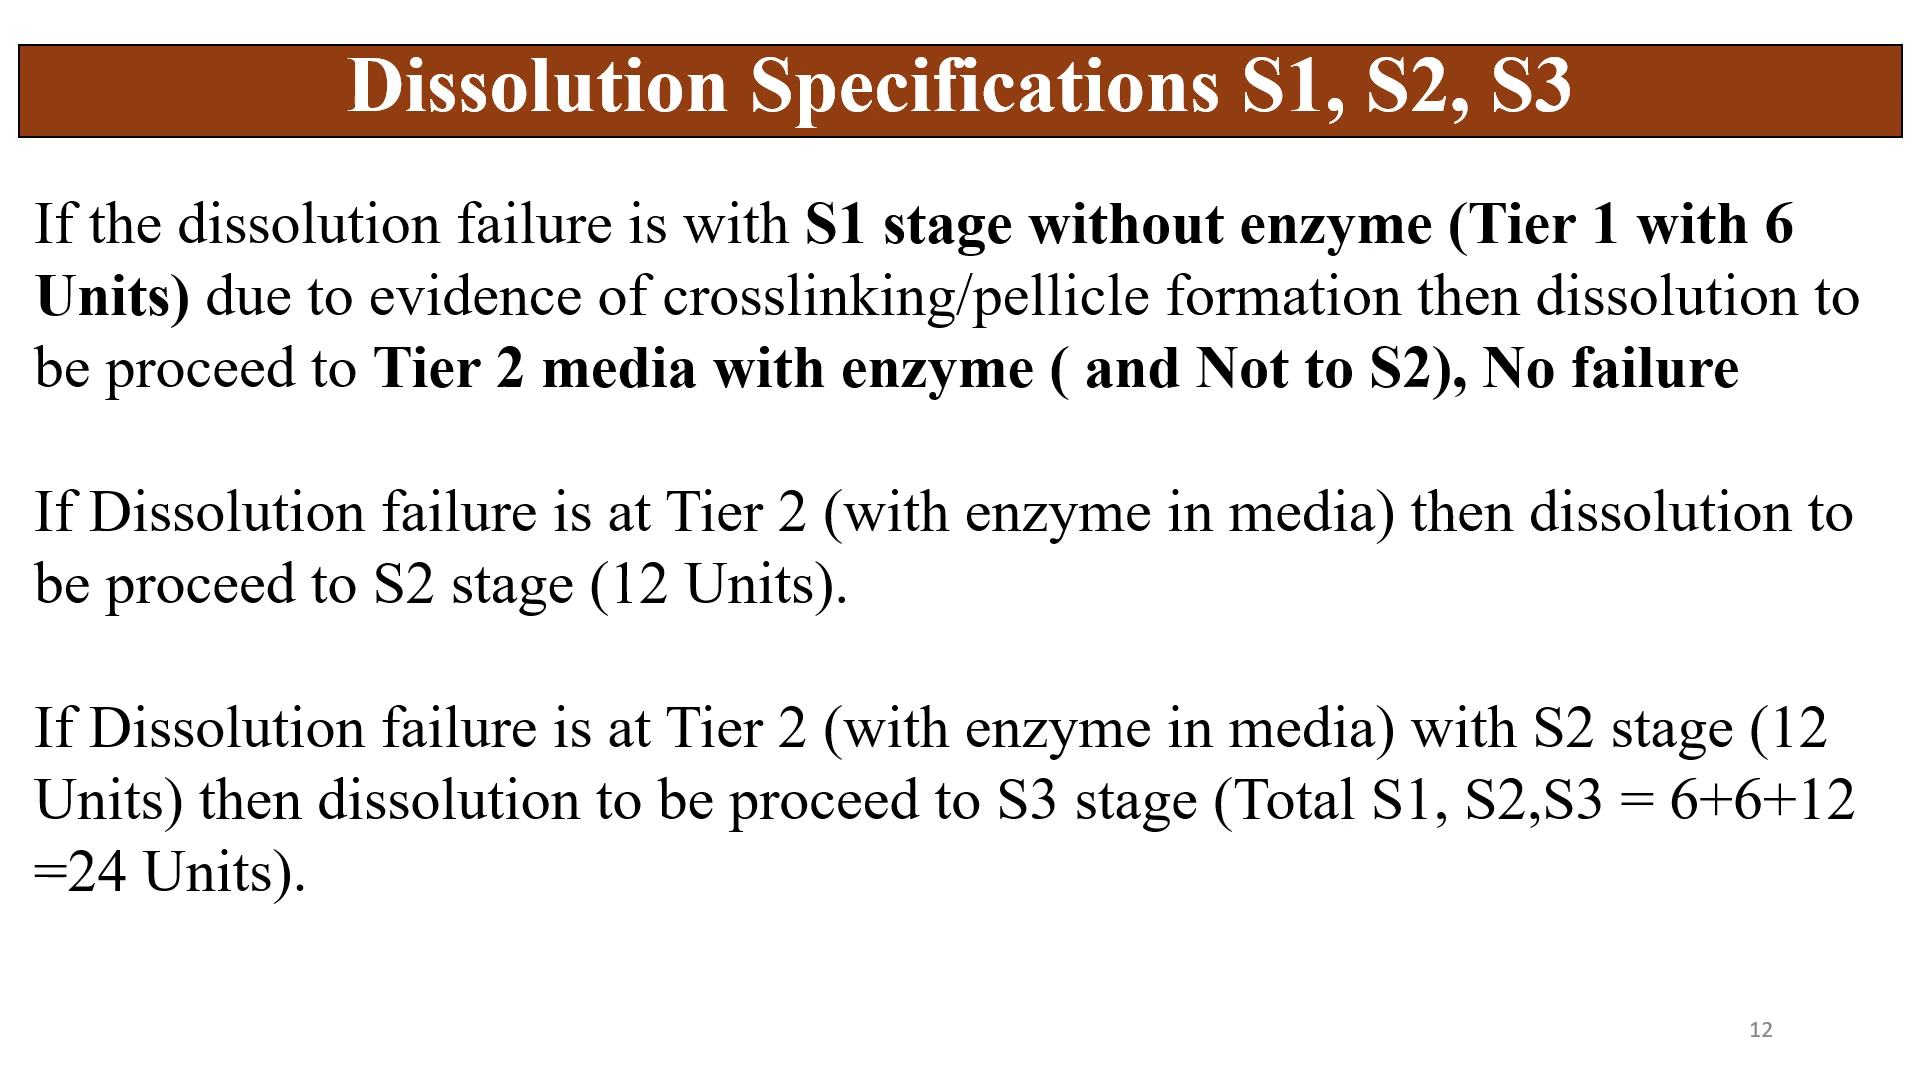 Dissolution Specifications S1, S2, S3
If the dissolution failure is with S1 stage without enzyme (Tier 1 with 6
Units) due to evidence of crosslinking/pellicle formation then dissolution to
be proceed to Tier 2 media with enzyme ( and Not to S2), No failure
If Dissolution failure is at Tier 2 (with enzyme in media) then dissolution to
be proceed to S2 stage (12 Units).
If Dissolution failure is at Tier 2 (with enzyme in media) with S2 stage (12
Units) then dissolution to be proceed to S3 stage (Total S1, S2,S3 = 6+6+12
=24 Units).
12